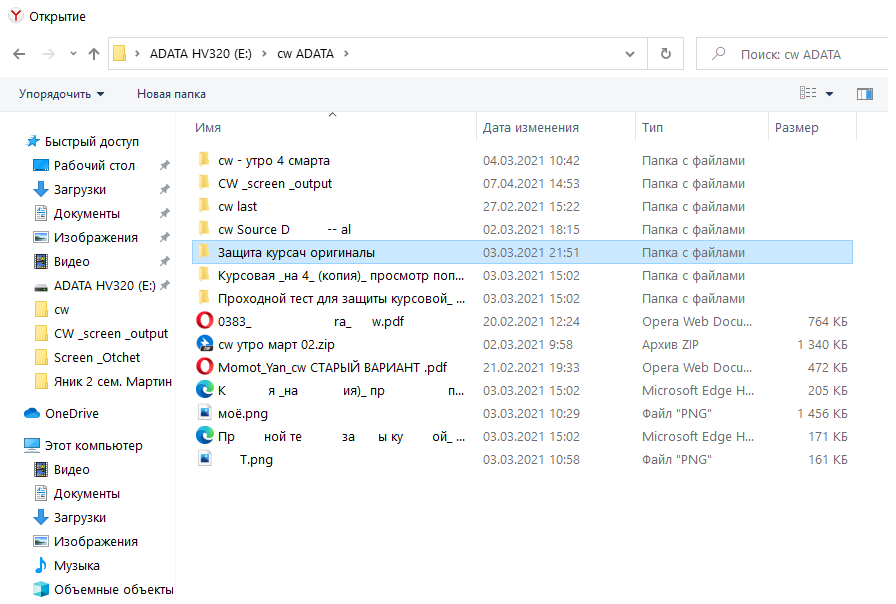 Открытие
ADATA HV320 (E:) cw ADATA
Поиск: cw ADATA
Упорядочить Новая папка
Имя Дата изменения Тип Размер
Быстрый доступ
Рабочий стол
Загрузки
Документы
Изображения
Видео
ADATA HV320 (E:)
cw
CW _screen _output
Screen _Otchet
Яник 2 сем. Мартин
OneDrive
Этот компьютер
Видео
Документы
Загрузки
Изображения
Музыка
Объемные объекты
cw - утро 4 смарта 04.03.2021 10:42 Папка с файлами
CW _screen _output 07.04.2021 14:53 Папка с файлами
cw last 27.02.2021 15:22 Папка с файлами
cw Source D -- al 02.03.2021 18:15 Папка с файлами
Защита курсач оригиналы 03.03.2021 21:51 Папка с файлами
Курсовая _на 4_ (копия)_ просмотр поп... 03.03.2021 15:02 Папка с файлами
Проходной тест для защиты курсовой_ ... 03.03.2021 15:02 Папка с файлами
0383_ ra_ w.pdf 20.02.2021 12:24 Opera Web Docu... 764 КБ
cw утро март 02.zip 02.03.2021 9:58 Архив ZIP 1 340 КБ
Momot_Yan_cw СТАРЫЙ ВАРИАНТ .pdf 21.02.2021 19:33 Opera Web Docu... 472 КБ
К я _на ия)_ пр п... 03.03.2021 15:02 Microsoft Edge H... 205 КБ
моё.png 03.03.2021 10:29 Файл "PNG" 1 456 КБ
Пр ной те за ы ку ой_ ... 03.03.2021 15:02 Microsoft Edge H... 171 КБ
Т.png 03.03.2021 10:58 Файл "PNG" 161 КБ